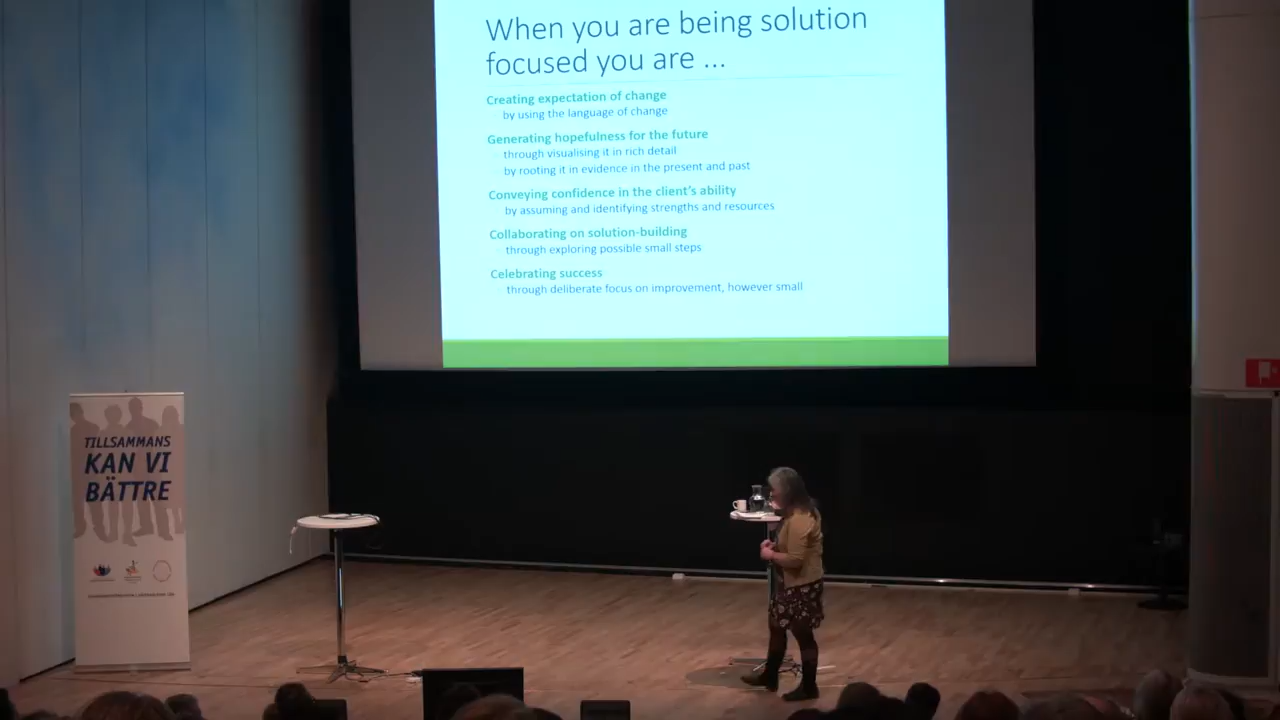 When you are being solution
focused you are ...
Creating expectation of change
by using the language of change
Generating hopefulness for the future
through visualising it in rich detail
by rooting it in evidence in the present and past
Conveying confidence in the client's ability
by assuming and identifying strengths and resources
Collaborating on solution-building
through exploring possible small steps
Celebrating success
through deliberate focus on improvement, however small
TILLSAMMANS
KAN VI
BÄTTRE